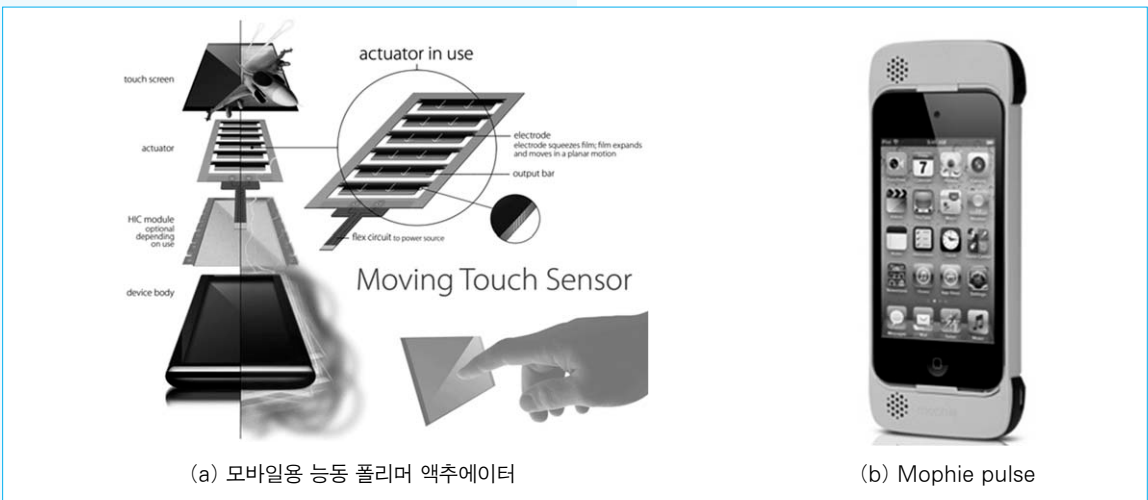 actuator in use
touch screen
actuator
electrode
electrode squeezes film; film expands
and moves in a planar motion
output bar
HIC module
optional
depending
on use
flex circuit to power source
device body
Moving Touch Sensor
7
(a) 모바일용 능동 폴리머 액추에이터
(b) Mophie pulse